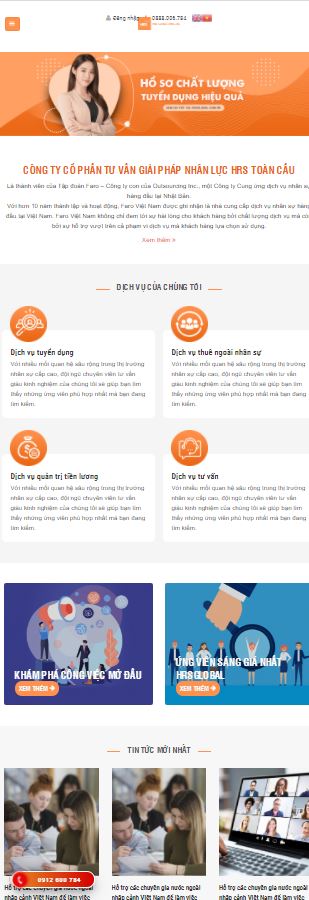 Đăng nhập
0888.006.784
HỒ SƠ CHẤT LƯỢNG
TUYỂN DỤNG HIỆU QUẢ
CÔNG TY CỔ PHẦN TƯ VẤN GIẢI PHÁP NHÂN LỰC HRS TOÀN CẦU
Là thành viên của Tập đoàn Faro – Công ty con của Outsourcing Inc., một Công ty Cung ứng dịch vụ nhân sự
hàng đầu tại Nhật Bản.
Với hơn 10 năm thành lập và hoạt động, Faro Việt Nam được ghi nhận là nhà cung cấp dịch vụ nhân sự hàng
đầu tại Việt Nam. Faro Việt Nam không chỉ đem tới sự hài lòng cho khách hàng bởi chất lượng dịch vụ mà còn
bởi sự hỗ trợ vượt trên cả phạm vi dịch vụ mà khách hàng lựa chọn sử dụng.
Xem thêm >
DỊCH VỤ CỦA CHÚNG TÔI
Dịch vụ tuyển dụng
Với nhiều mối quan hệ sâu rộng trong thị trường
nhân sự cấp cao, đội ngũ chuyên viên tư vấn
giàu kinh nghiệm của chúng tôi sẽ giúp bạn tìm
thấy những ứng viên phù hợp nhất mà bạn đang
tìm kiếm.
Dịch vụ thuê ngoài nhân sự
Với nhiều mối quan hệ sâu rộng trong thị trường
nhân sự cấp cao, đội ngũ chuyên viên tư vấn
giàu kinh nghiệm của chúng tôi sẽ giúp bạn tìm
thấy những ứng viên phù hợp nhất mà bạn đang
tìm kiếm.
Dịch vụ quản trị tiền lương
Với nhiều mối quan hệ sâu rộng trong thị trường
nhân sự cấp cao, đội ngũ chuyên viên tư vấn
giàu kinh nghiệm của chúng tôi sẽ giúp bạn tìm
thấy những ứng viên phù hợp nhất mà bạn đang
tìm kiếm.
Dịch vụ tư vấn
Với nhiều mối quan hệ sâu rộng trong thị trường
nhân sự cấp cao, đội ngũ chuyên viên tư vấn
giàu kinh nghiệm của chúng tôi sẽ giúp bạn tìm
thấy những ứng viên phù hợp nhất mà bạn đang
tìm kiếm.
KHÁM PHÁ CÔNG VIỆC MƠ ĐẦU
XEM THÊM
ỨNG VIÊN SÁNG GIÁ NHẤT
HRSGLOBAL
XEM THÊM
TIN TỨC MỚI NHẤT
Hỗ trợ các chuyên gia nước ngoài
nhập cảnh Việt Nam để làm việc
Hỗ trợ các chuyên gia nước ngoài
nhập cảnh Việt Nam để làm việc
Hỗ trợ các chuyên gia nước ngoài
nhập cảnh Việt Nam để làm việc
0912 680 784